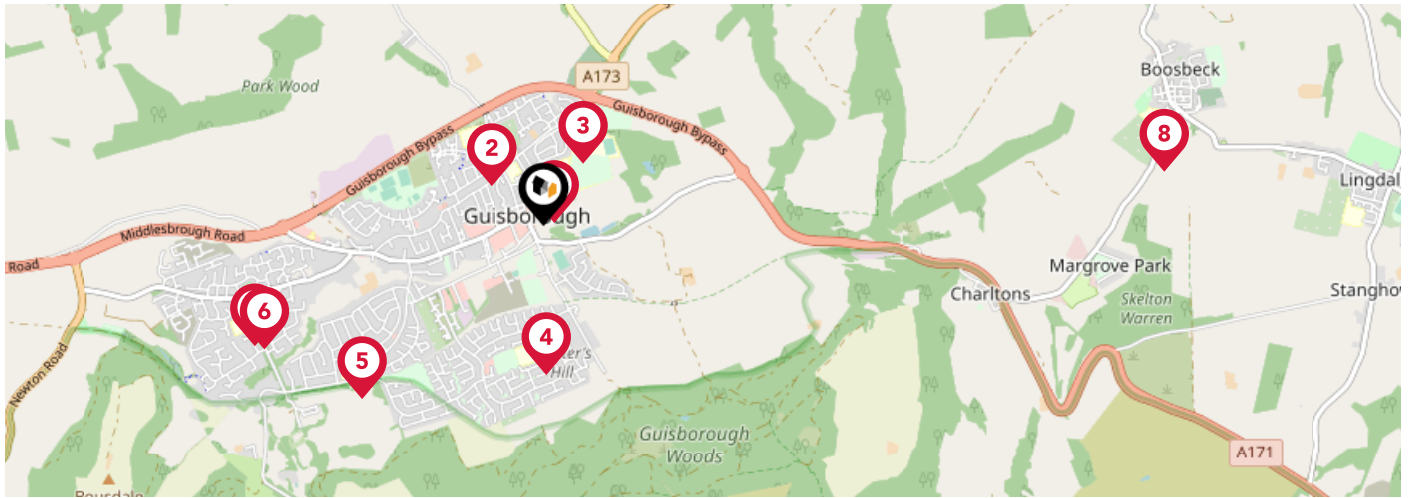 Park Wood
A173
Boosbeck
Guisborough Bypass
Guisborough Bypass
3
8
2
Lingdal
Guisborough
Middlesbrough Road
Road
Margrove Park
Charltons
Skelton
Warren
Stangho
6
4
5
Newton Road
Hill
Guisborough
Woods
A171